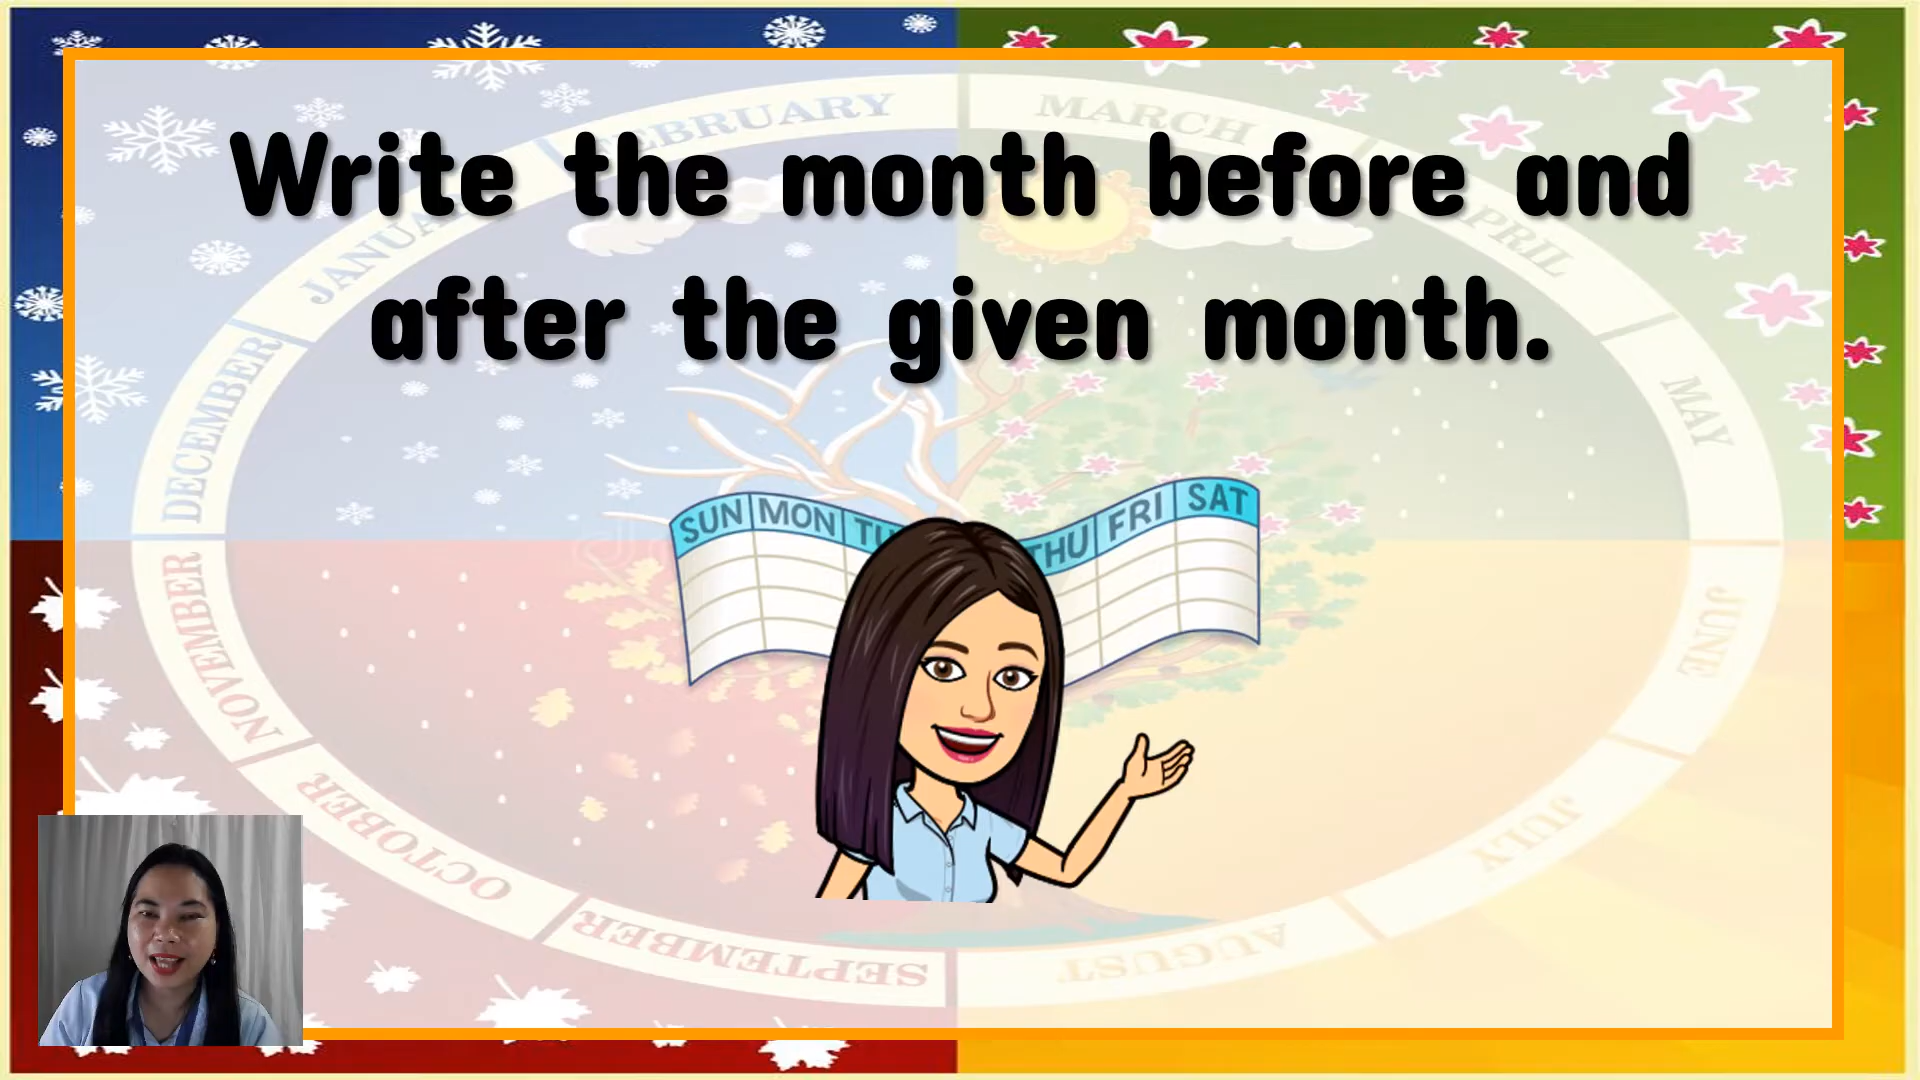 Write the month before and
after the given month.
FEBRUARY
MARCH
JANUARY
APRIL
DECEMBER
MAY
SUN MON TU THU FRI SAT
NOVEMBER
JUNE
OCTOBER
JULY
SEPTEMBER
AUGUST